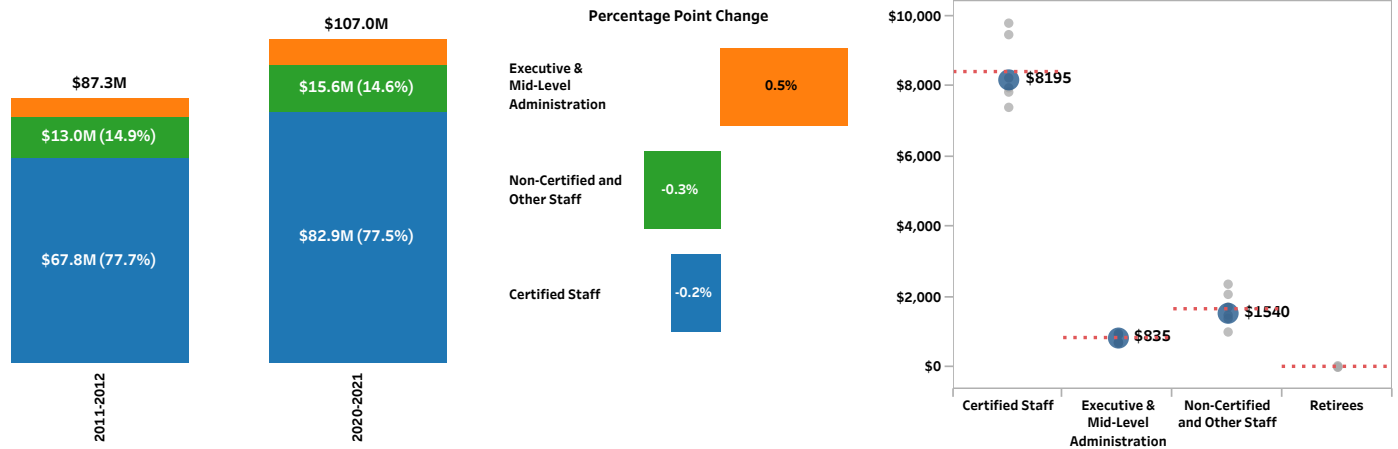 $87.3M
$13.0M (14.9%)
$67.8M (77.7%)
2011-2012
$107.0M
$15.6M (14.6%)
$82.9M (77.5%)
2020-2021
Percentage Point Change
Executive &
Mid-Level
Administration
0.5%
Non-Certified and
Other Staff
-0.3%
Certified Staff
-0.2%
$10,000
$8,000
$6,000
$4,000
$2,000
$0
$8195
$835
$1540
Certified Staff
Executive &
Mid-Level
Administration
Non-Certified
and Other Staff
Retirees